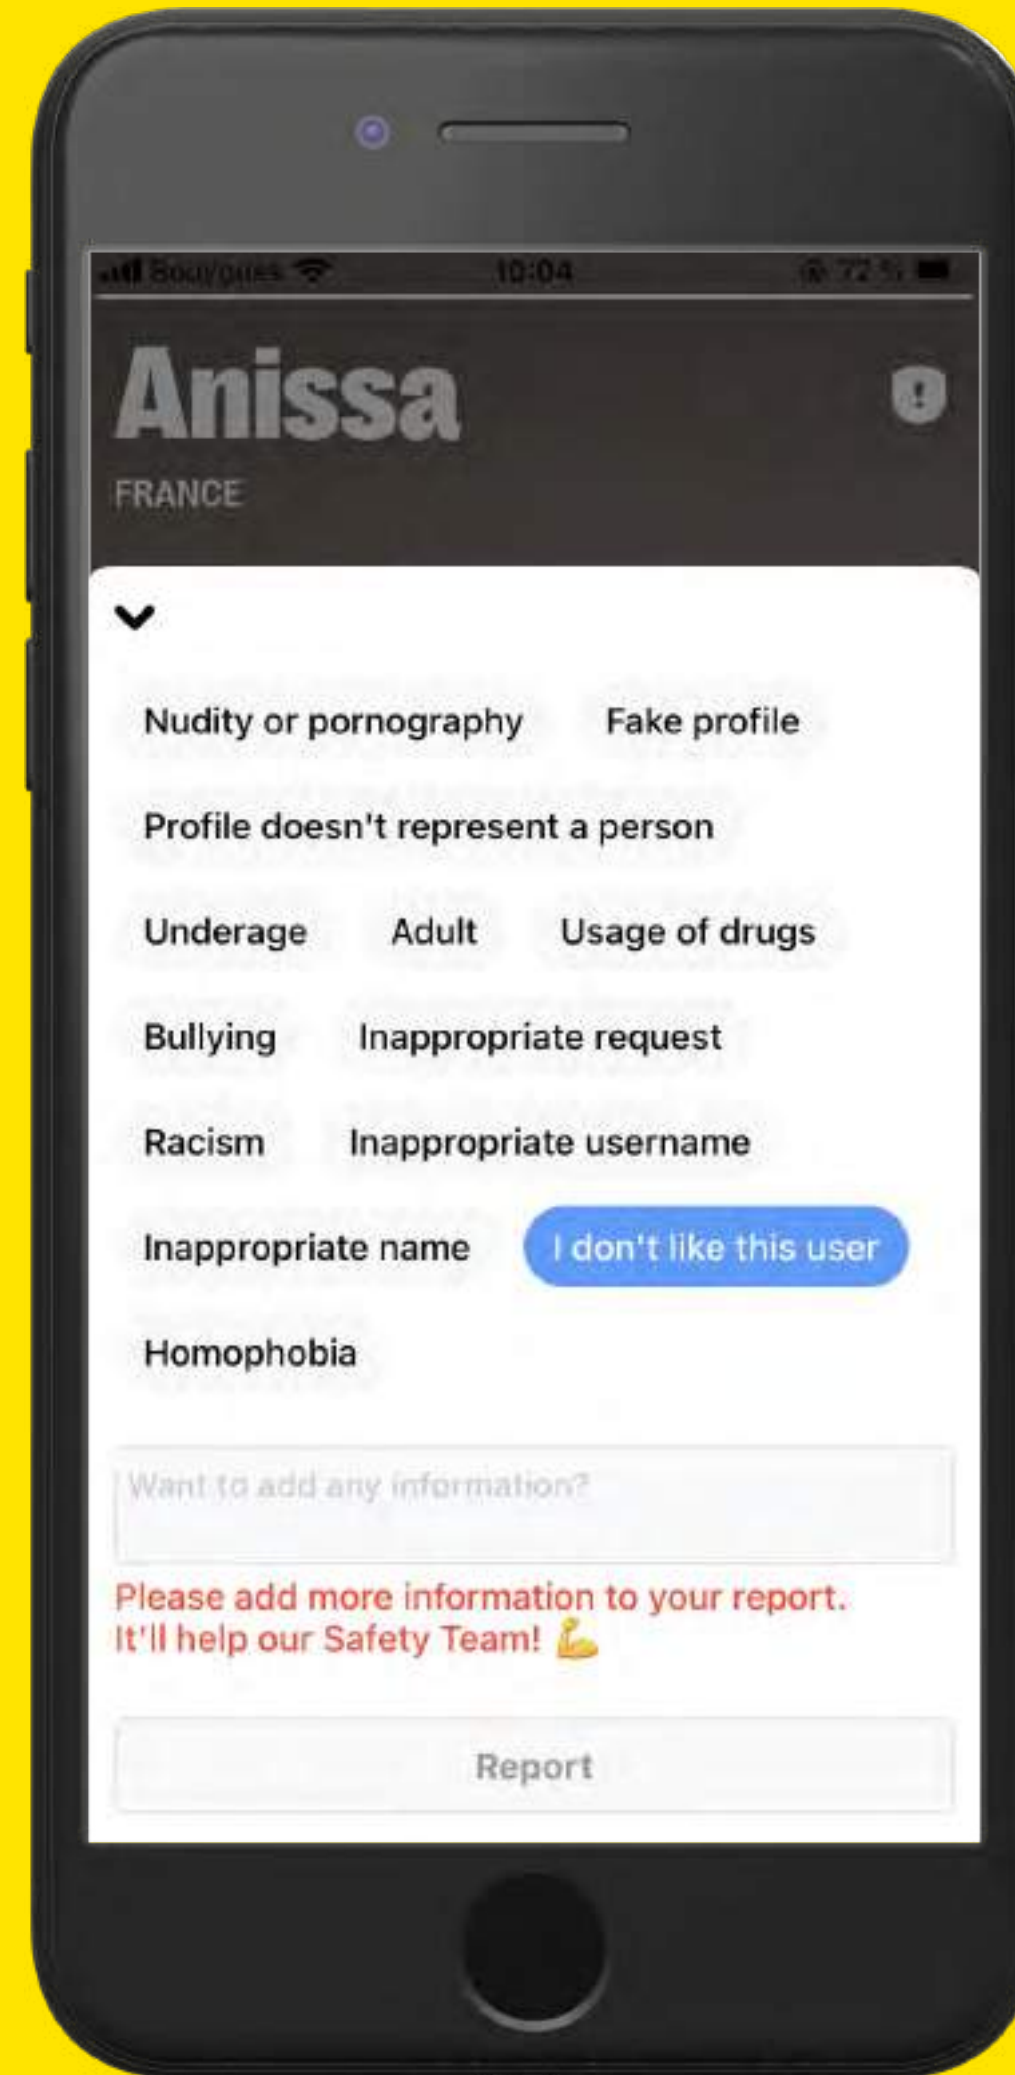 Bouygues 10:04 72 %
Anissa
FRANCE
Nudity or pornography Fake profile
Profile doesn't represent a person
Underage Adult Usage of drugs
Bullying Inappropriate request
Racism Inappropriate username
Inappropriate name I don't like this user
Homophobia
Want to add any information?
Please add more information to your report.
It'll help our Safety Team! 💪
Report